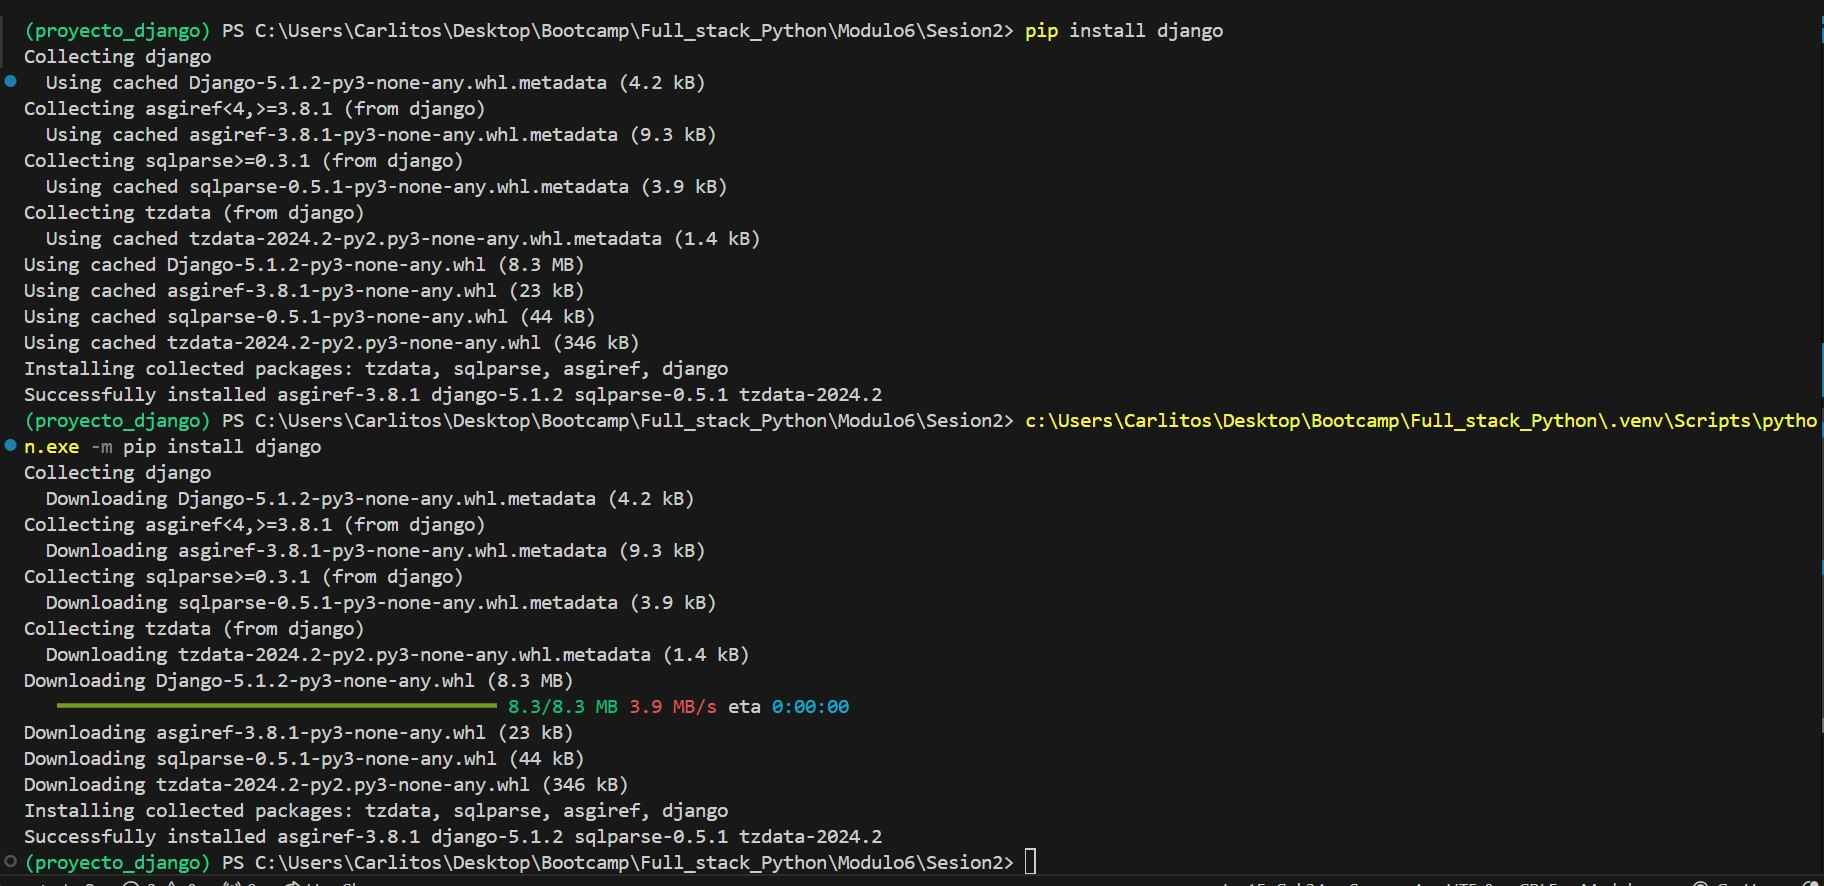 (proyecto_django) PS C:\Users\Carlitos\Desktop\Bootcamp\Full_stack_Python\Modulo6\Sesion2> pip install django
Collecting django
  Using cached Django-5.1.2-py3-none-any.whl.metadata (4.2 kB)
Collecting asgiref<4,>=3.8.1 (from django)
  Using cached asgiref-3.8.1-py3-none-any.whl.metadata (9.3 kB)
Collecting sqlparse>=0.3.1 (from django)
  Using cached sqlparse-0.5.1-py3-none-any.whl.metadata (3.9 kB)
Collecting tzdata (from django)
  Using cached tzdata-2024.2-py2.py3-none-any.whl.metadata (1.4 kB)
Using cached Django-5.1.2-py3-none-any.whl (8.3 MB)
Using cached asgiref-3.8.1-py3-none-any.whl (23 kB)
Using cached sqlparse-0.5.1-py3-none-any.whl (44 kB)
Using cached tzdata-2024.2-py2.py3-none-any.whl (346 kB)
Installing collected packages: tzdata, sqlparse, asgiref, django
Successfully installed asgiref-3.8.1 django-5.1.2 sqlparse-0.5.1 tzdata-2024.2
(proyecto_django) PS C:\Users\Carlitos\Desktop\Bootcamp\Full_stack_Python\Modulo6\Sesion2> c:\Users\Carlitos\Desktop\Bootcamp\Full_stack_Python\.venv\Scripts\pytho
n.exe -m pip install django
Collecting django
  Downloading Django-5.1.2-py3-none-any.whl.metadata (4.2 kB)
Collecting asgiref<4,>=3.8.1 (from django)
  Downloading asgiref-3.8.1-py3-none-any.whl.metadata (9.3 kB)
Collecting sqlparse>=0.3.1 (from django)
  Downloading sqlparse-0.5.1-py3-none-any.whl.metadata (3.9 kB)
Collecting tzdata (from django)
  Downloading tzdata-2024.2-py2.py3-none-any.whl.metadata (1.4 kB)
Downloading Django-5.1.2-py3-none-any.whl (8.3 MB)
8.3/8.3 MB 3.9 MB/s eta 0:00:00
Downloading asgiref-3.8.1-py3-none-any.whl (23 kB)
Downloading sqlparse-0.5.1-py3-none-any.whl (44 kB)
Downloading tzdata-2024.2-py2.py3-none-any.whl (346 kB)
Installing collected packages: tzdata, sqlparse, asgiref, django
Successfully installed asgiref-3.8.1 django-5.1.2 sqlparse-0.5.1 tzdata-2024.2
(proyecto_django) PS C:\Users\Carlitos\Desktop\Bootcamp\Full_stack_Python\Modulo6\Sesion2>